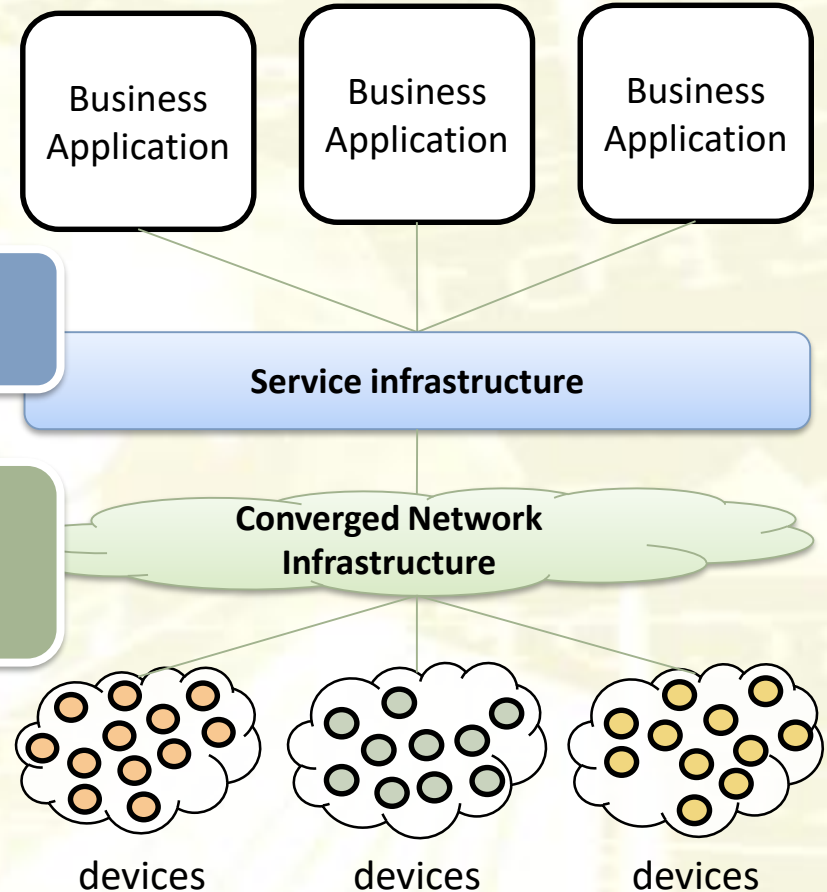 Business
Application
Business
Application
Business
Application
Service infrastructure
Converged Network
Infrastructure
devices
devices
devices